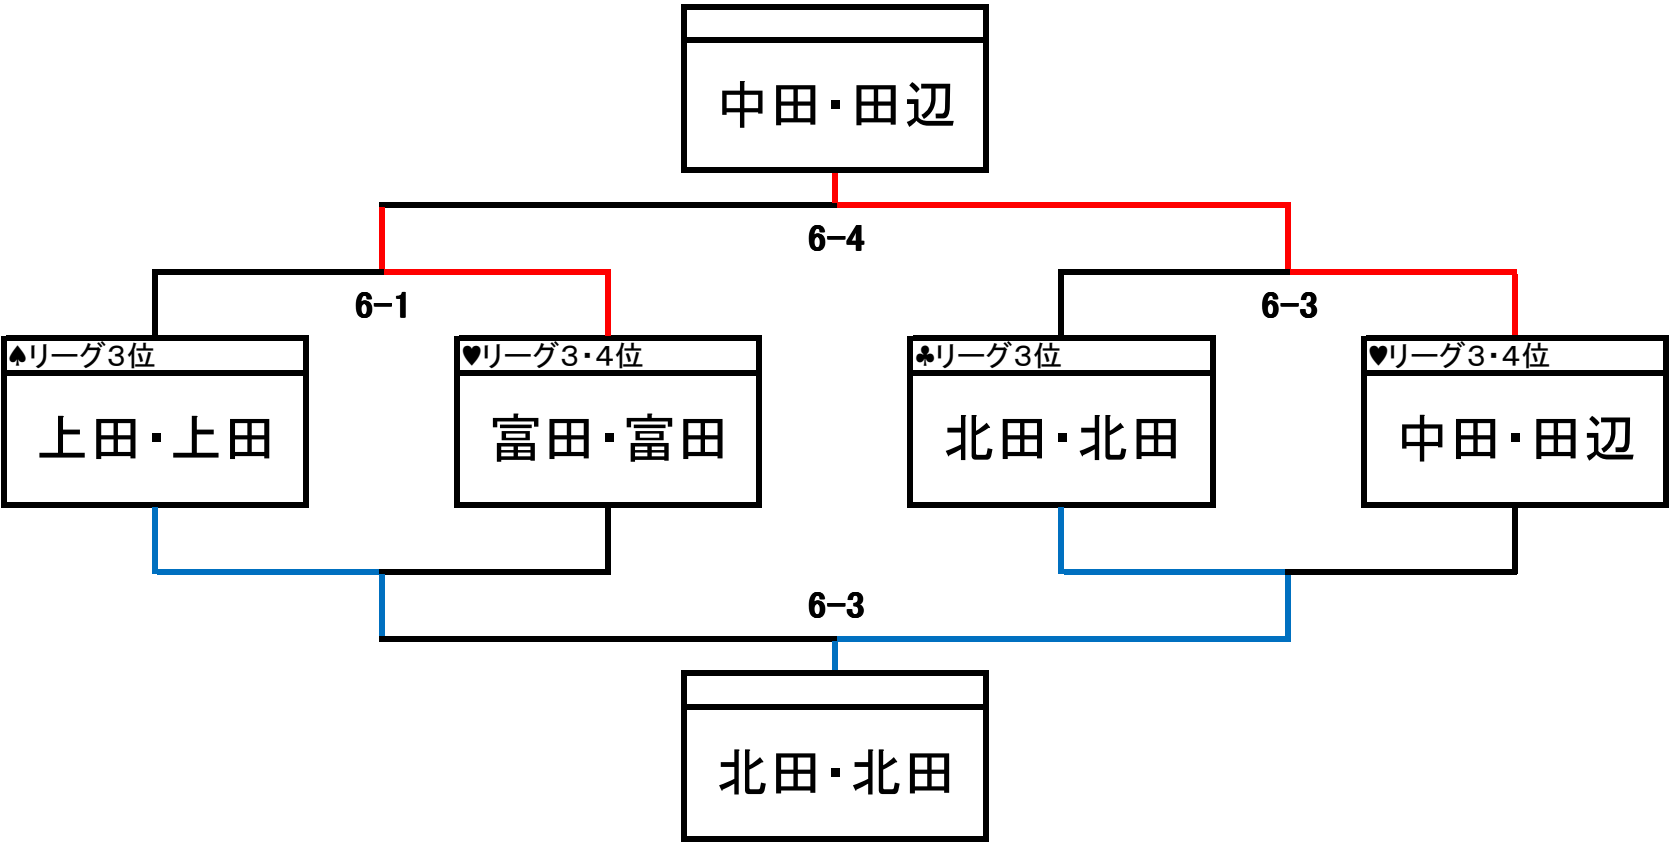 中田・田辺
6-4
6-1
6-3
♠リーグ３位
♥リーグ３・４位
♣リーグ３位
♥リーグ３・４位
上田・上田
富田・富田
北田・北田
中田・田辺
6-3
北田・北田